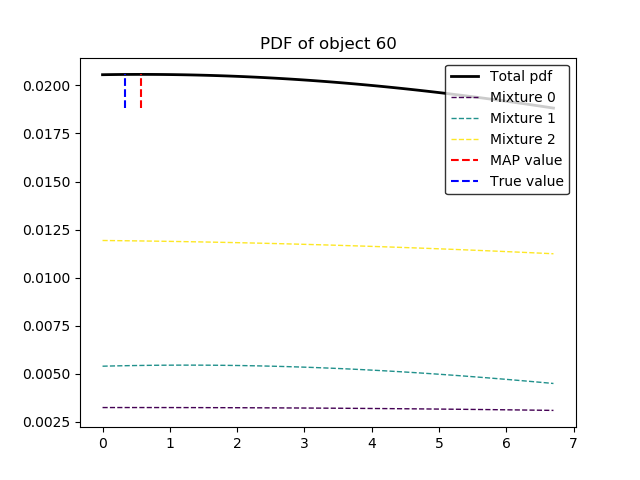 PDF of object 60
0.0200
0.0175
0.0150
0.0125
0.0100
0.0075
0.0050
0.0025
Total pdf
Mixture 0
Mixture 1
Mixture 2
MAP value
True value
0 1 2 3 4 5 6 7